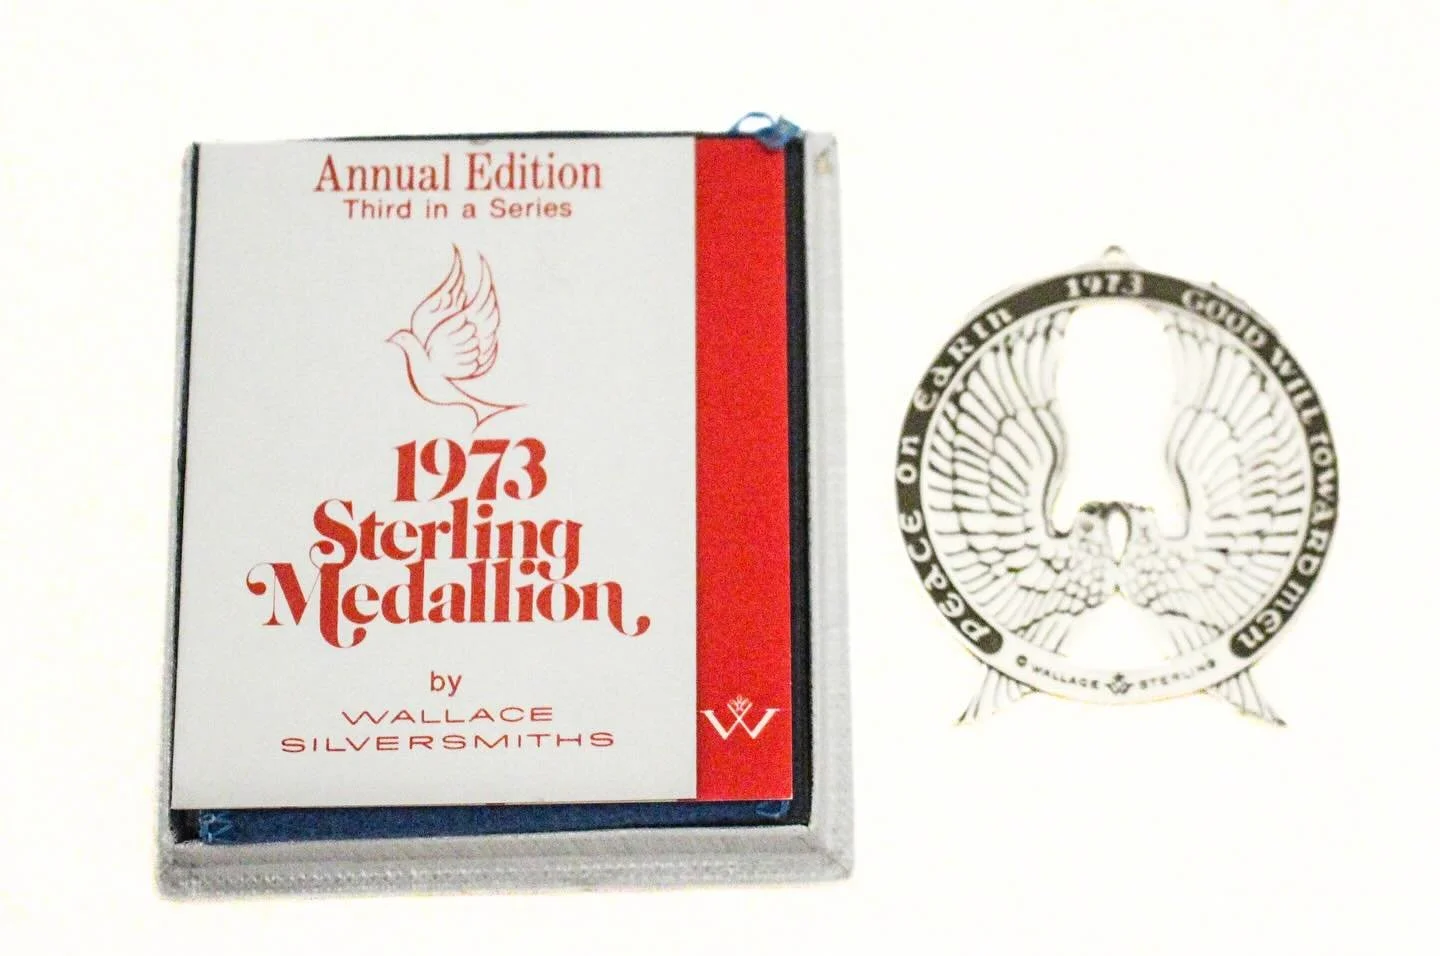 Annual Edition
Third in a Series
1973
Sterling
Medallion
by
WALLACE
SILVERSMITHS
W
PEACE on EARTH 1973 GOOD WILL toWARD men
© WALLACE W STERLING